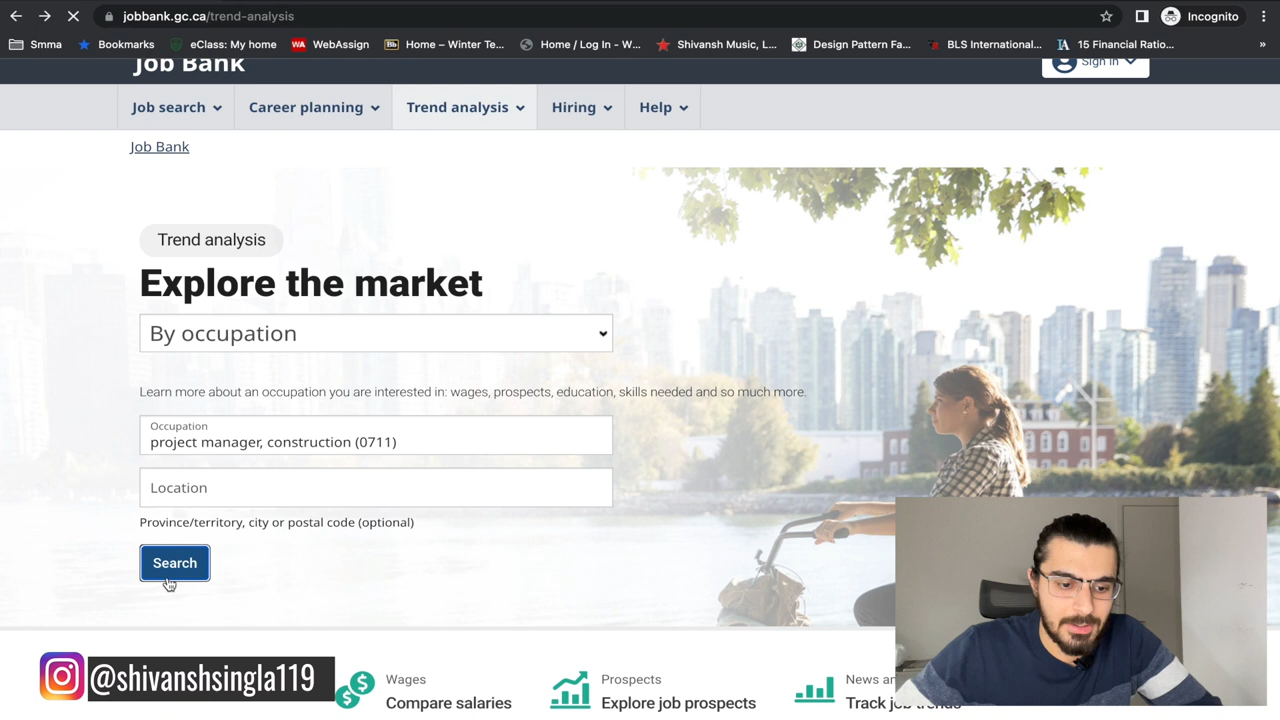 jobbank.gc.ca/trend-analysis
Incognito
Smma
Bookmarks
eClass: My home
WA WebAssign
Bb Home – Winter Te...
Home / Log In - W...
Shivansh Music, L...
Design Pattern Fa...
BLS International...
IA 15 Financial Ratio...
»
Job Bank
Sign in
Job search
Career planning
Trend analysis
Hiring
Help
Job Bank
Trend analysis
Explore the market
By occupation
Learn more about an occupation you are interested in: wages, prospects, education, skills needed and so much more.
Occupation
project manager, construction (0711)
Location
Province/territory, city or postal code (optional)
Search
@shivanshsingla119
Wages
Compare salaries
Prospects
Explore job prospects
News
Track job trends